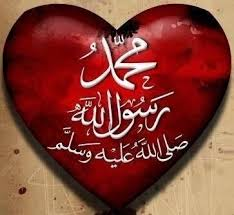 مُحَمَّدٌ
رَسُولُ اللّٰه
صَلَّى اللَّهُ عَلَيْهِ وَسَلَّم